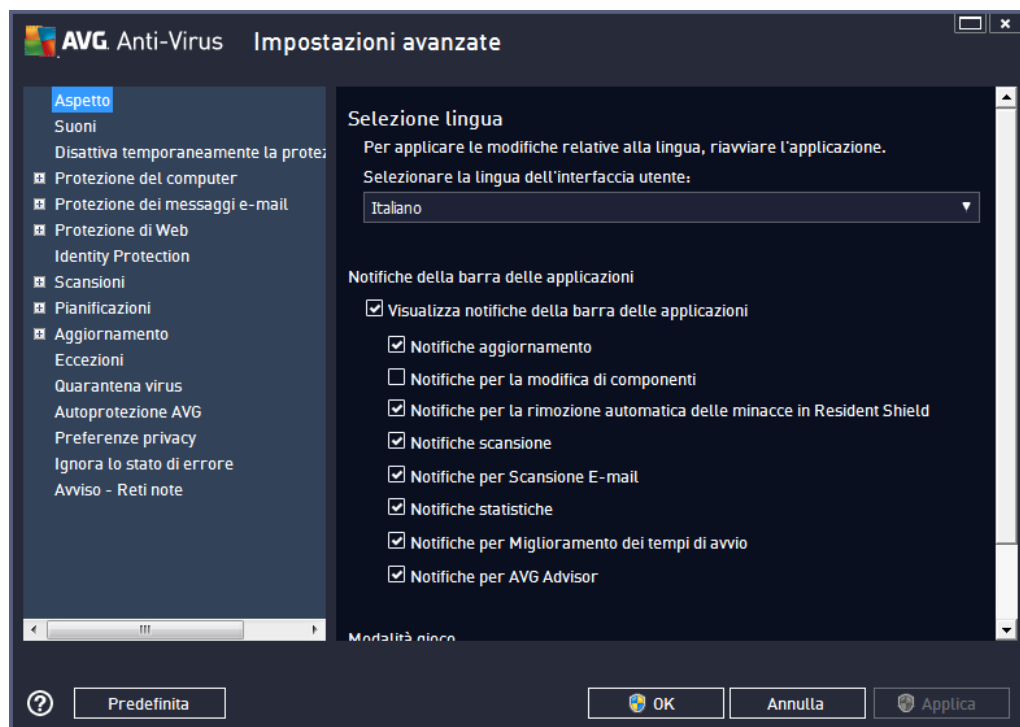 AVG. Anti-Virus Impostazioni avanzate
Aspetto
Suoni
Disattiva temporaneamente la protez
Protezione del computer
Protezione dei messaggi e-mail
Protezione di Web
Identity Protection
Scansioni
Pianificazioni
Aggiornamento
Eccezioni
Quarantena virus
Autoprotezione AVG
Preferenze privacy
Ignora lo stato di errore
Avviso - Reti note
Selezione lingua
Per applicare le modifiche relative alla lingua, riavviare l'applicazione.
Selezionare la lingua dell'interfaccia utente:
Italiano
Notifiche della barra delle applicazioni
Visualizza notifiche della barra delle applicazioni
Notifiche aggiornamento
Notifiche per la modifica di componenti
Notifiche per la rimozione automatica delle minacce in Resident Shield
Notifiche scansione
Notifiche per Scansione E-mail
Notifiche statistiche
Notifiche per Miglioramento dei tempi di avvio
Notifiche per AVG Advisor
Modalità gioco
? Predefinita OK Annulla Applica